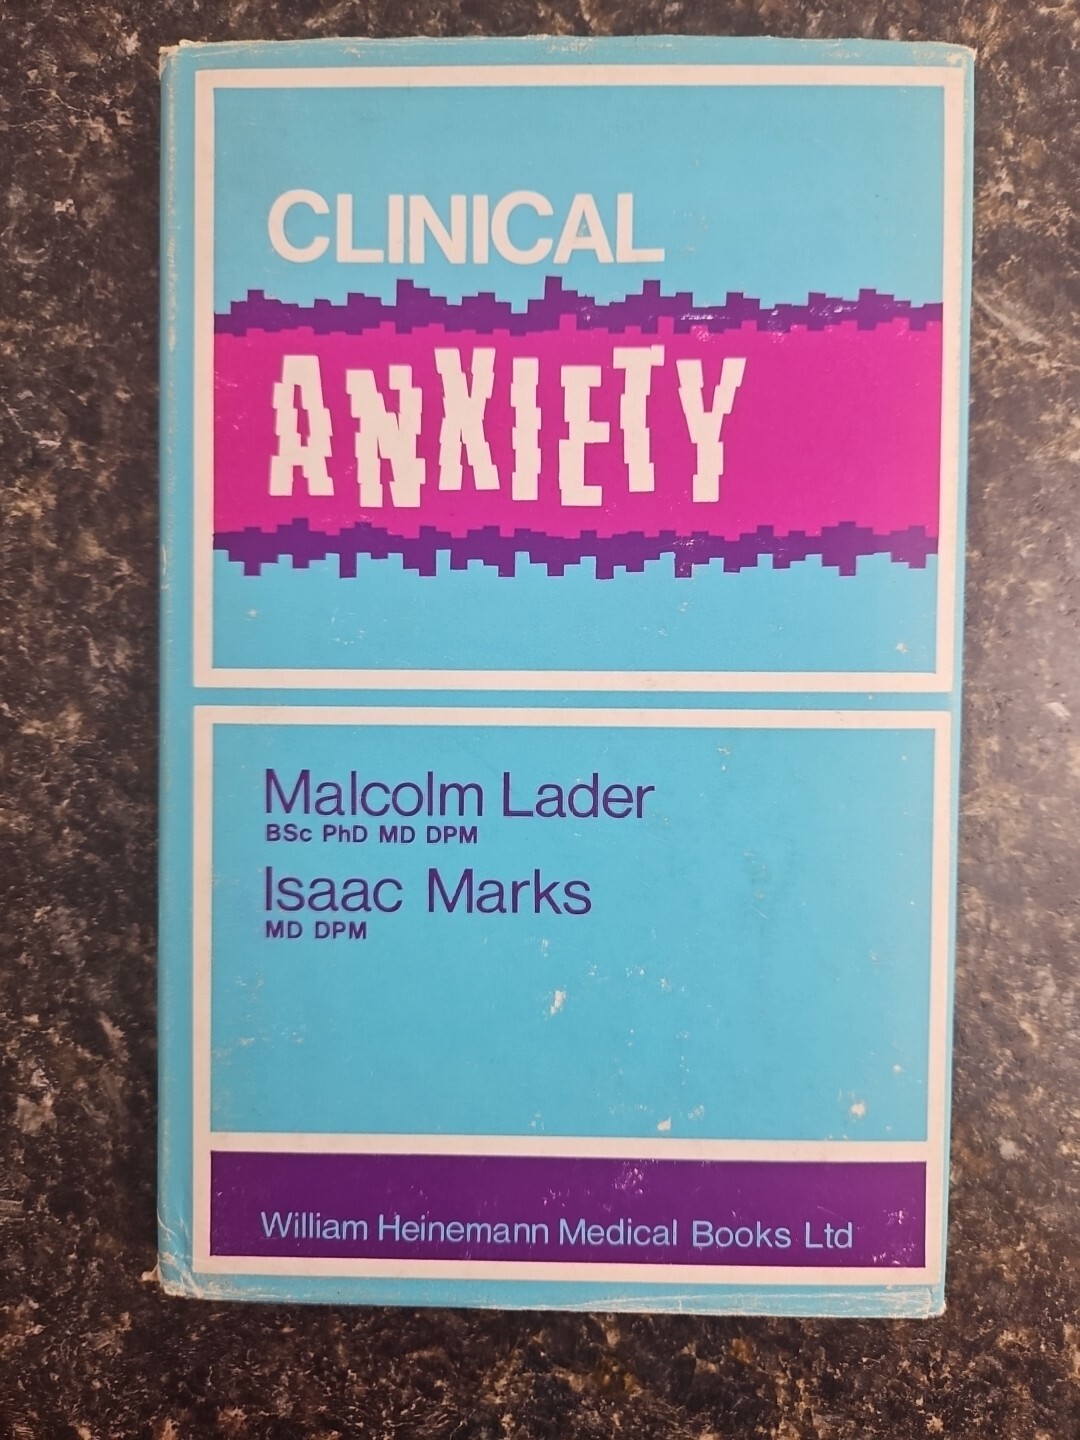 CLINICAL
ANXIETY
Malcolm Lader
BSc PhD MD DPM
Isaac Marks
MD DPM
William Heinemann Medical Books Ltd